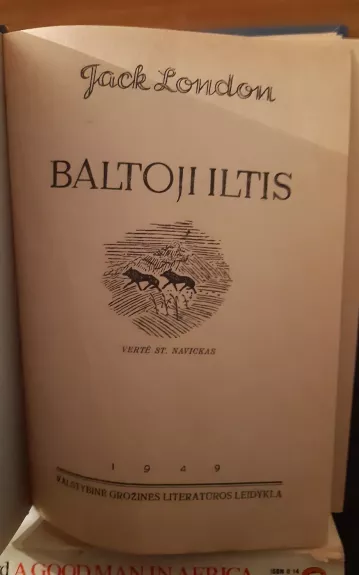 Jack London
BALTOJI ILTIS
VERTĖ ST. NAVICKAS
1949
VALSTYBINĖ GROŽINĖS LITERATŪROS LEIDYKLA
A GOOD MAN IN AFRICA